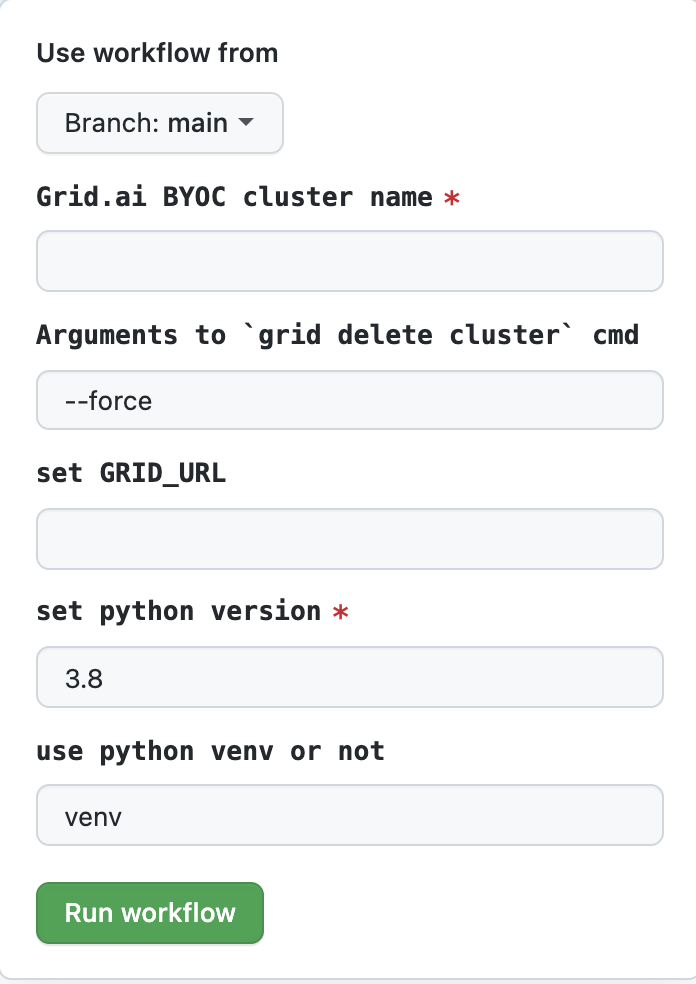 Use workflow from
Branch: main
Grid.ai BYOC cluster name *
Arguments to `grid delete cluster` cmd
--force
set GRID_URL
set python version *
3.8
use python venv or not
venv
Run workflow